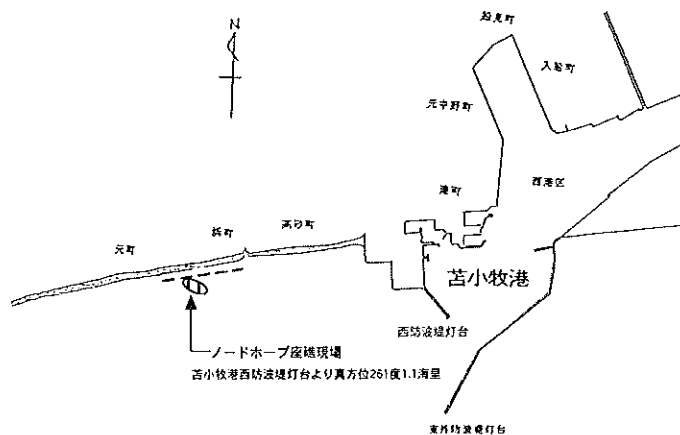 N
船見町
入船町
元中野町
港町
西港区
高砂町
浜町
元町
苫小牧港
西防波堤灯台
ノードホープ座礁現場
苫小牧港西防波堤灯台より真方位261度1.1海里
東外防波堤灯台